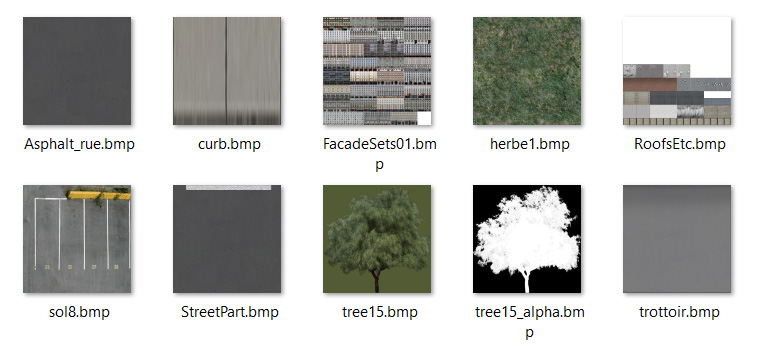 Asphalt_rue.bmp
curb.bmp
FacadeSets01.bm
p
herbe1.bmp
RoofsEtc.bmp
sol8.bmp
StreetPart.bmp
tree15.bmp
tree15_alpha.bm
p
trottoir.bmp